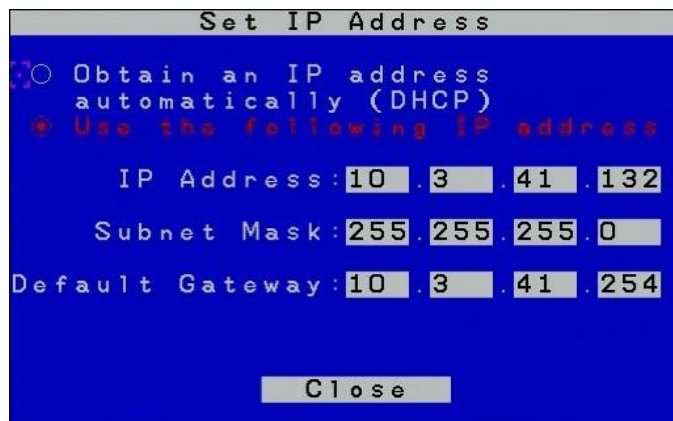 Set IP Address
Obtain an IP address
automatically (DHCP)
Use the following IP address
IP Address:10 .3 .41 .132
Subnet Mask:255.255.255.0
Default Gateway:10 .3 .41 .254
Close